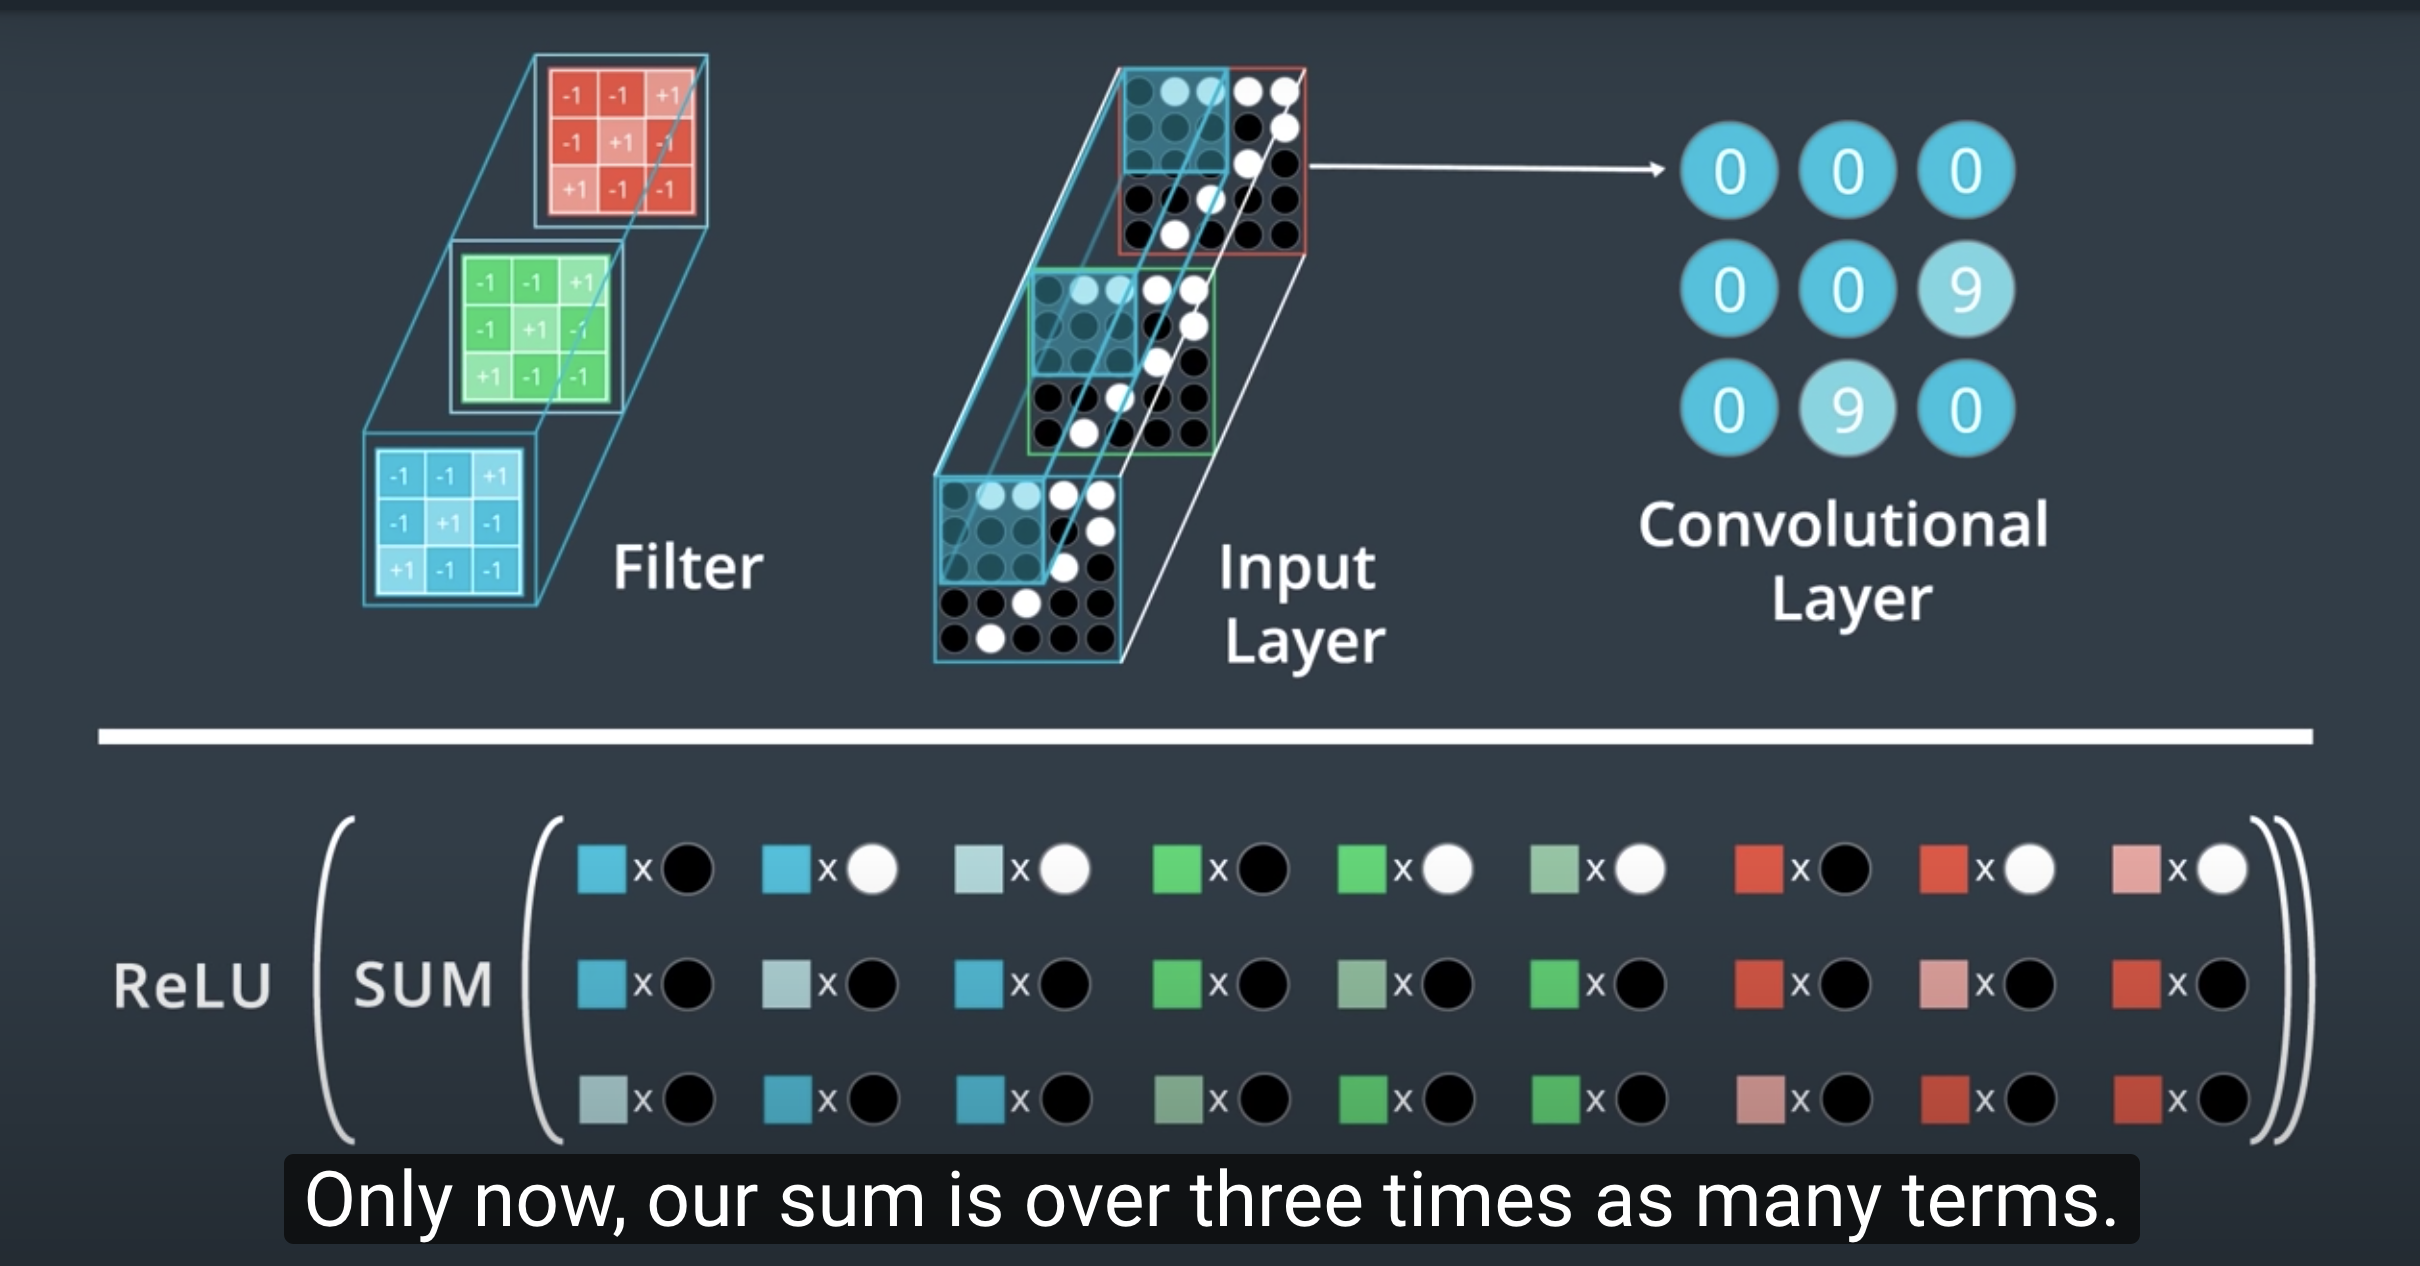 -1 -1 +1
-1 +1 -1
+1 -1 -1
-1 -1 +1
-1 +1 -1
+1 -1 -1
-1 -1 +1
-1 +1 -1
+1 -1 -1
Filter
Input
Layer
0 0 0
0 0 9
0 9 0
Convolutional
Layer
ReLU ( SUM (
x x x x x x x x x
x x x x x x x x x
x x x x x x x x x
))
Only now, our sum is over three times as many terms.